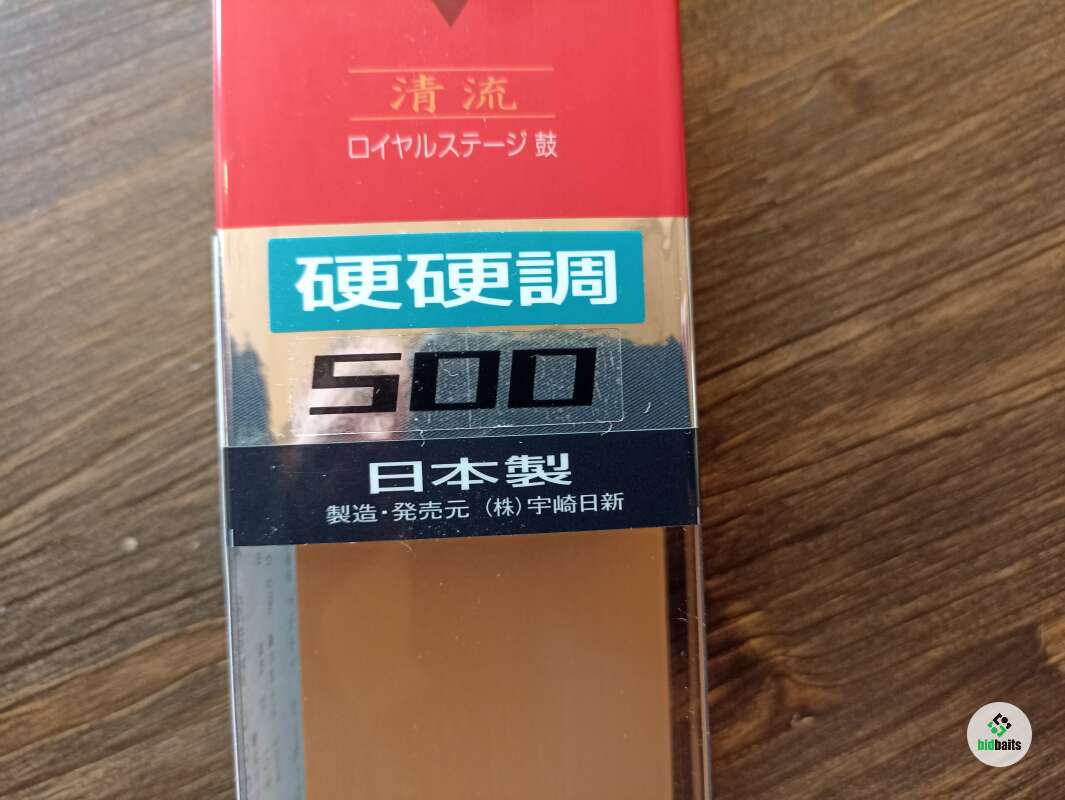 清流
ロイヤルステージ 鼓
硬硬調
500
日本製
製造・発売元 (株)宇崎日新
bidbaits